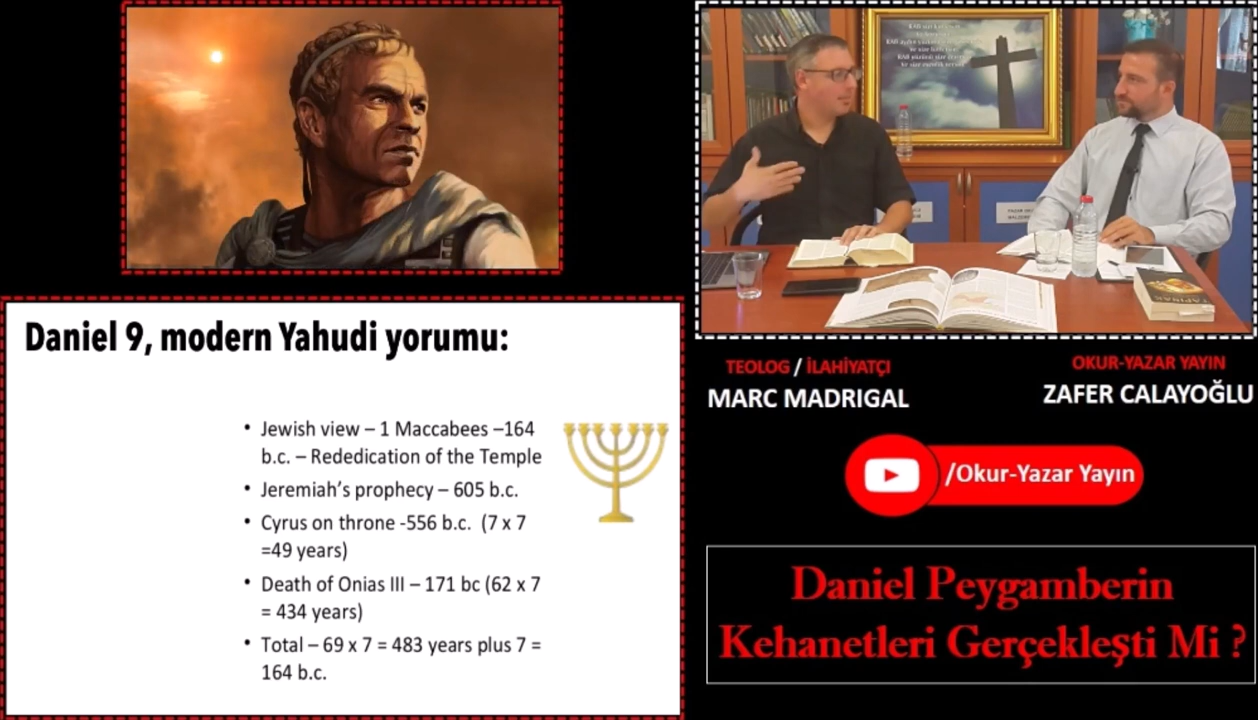 Daniel 9, modern Yahudi yorumu:
• Jewish view – 1 Maccabees –164
b.c. – Rededication of the Temple
• Jeremiah's prophecy – 605 b.c.
• Cyrus on throne -556 b.c. (7 x 7
=49 years)
• Death of Onias III – 171 bc (62 x 7
= 434 years)
• Total – 69 x 7 = 483 years plus 7 =
164 b.c.
TEOLOG / İLAHİYATÇI
MARC MADRIGAL
OKUR-YAZAR YAYIN
ZAFER CALAYOĞLU
/Okur-Yazar Yayın
Daniel Peygamberin
Kehanetleri Gerçekleşti Mi ?